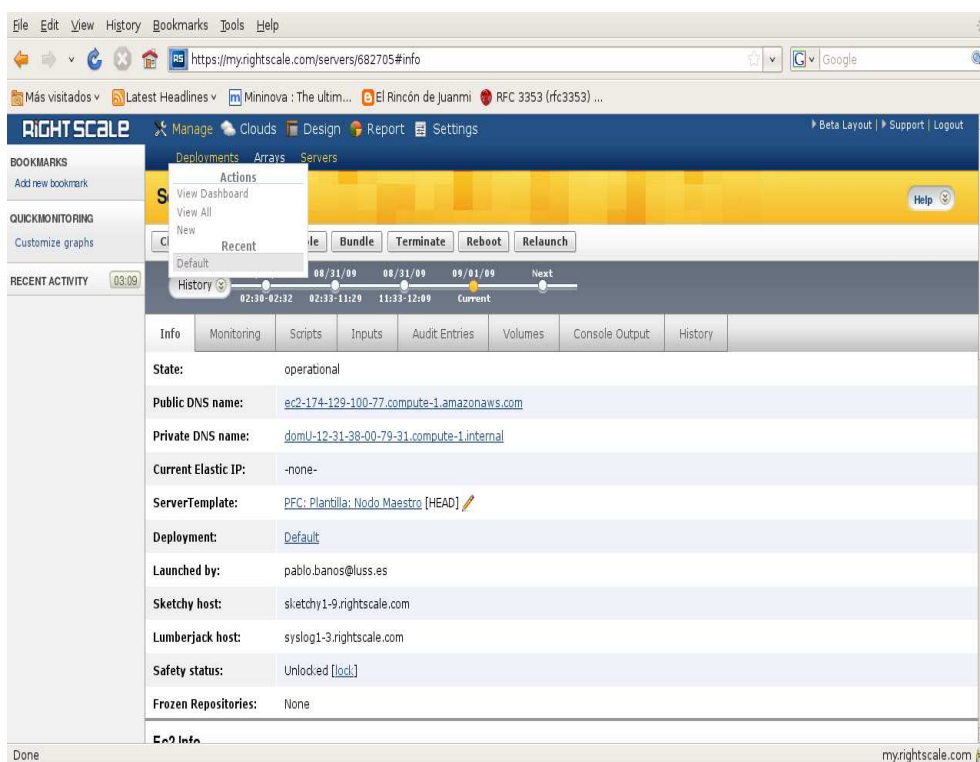 File Edit View History Bookmarks Tools Help
https://my.rightscale.com/servers/682705#info
Google
Más visitados Latest Headlines Mininova : The ultim... El Rincón de Juanmi RFC 3353 (rfc3353) ...
RIGHTSCALE Manage Clouds Design Report Settings Beta Layout | Support | Logout
Deployments Arrays Servers
BOOKMARKS
Add new bookmark
QUICKMONITORING
Customize graphs
RECENT ACTIVITY 03:09
Actions
View Dashboard
View All
New
Recent
Default
Help
Bundle Terminate Reboot Relaunch
History 08/31/09 08/31/09 09/01/09 Next
02:30-02:32 02:33-11:29 11:33-12:09 Current
Info Monitoring Scripts Inputs Audit Entries Volumes Console Output History
State: operational
Public DNS name: ec2-174-129-100-77.compute-1.amazonaws.com
Private DNS name: domU-12-31-38-00-79-31.compute-1.internal
Current Elastic IP: -none-
ServerTemplate: PFC: Plantilla: Nodo Maestro [HEAD]
Deployment: Default
Launched by: pablo.banos@luss.es
Sketchy host: sketchy1-9.rightscale.com
Lumberjack host: syslog1-3.rightscale.com
Safety status: Unlocked [lock]
Frozen Repositories: None
Ec2 Info
Done my.rightscale.com